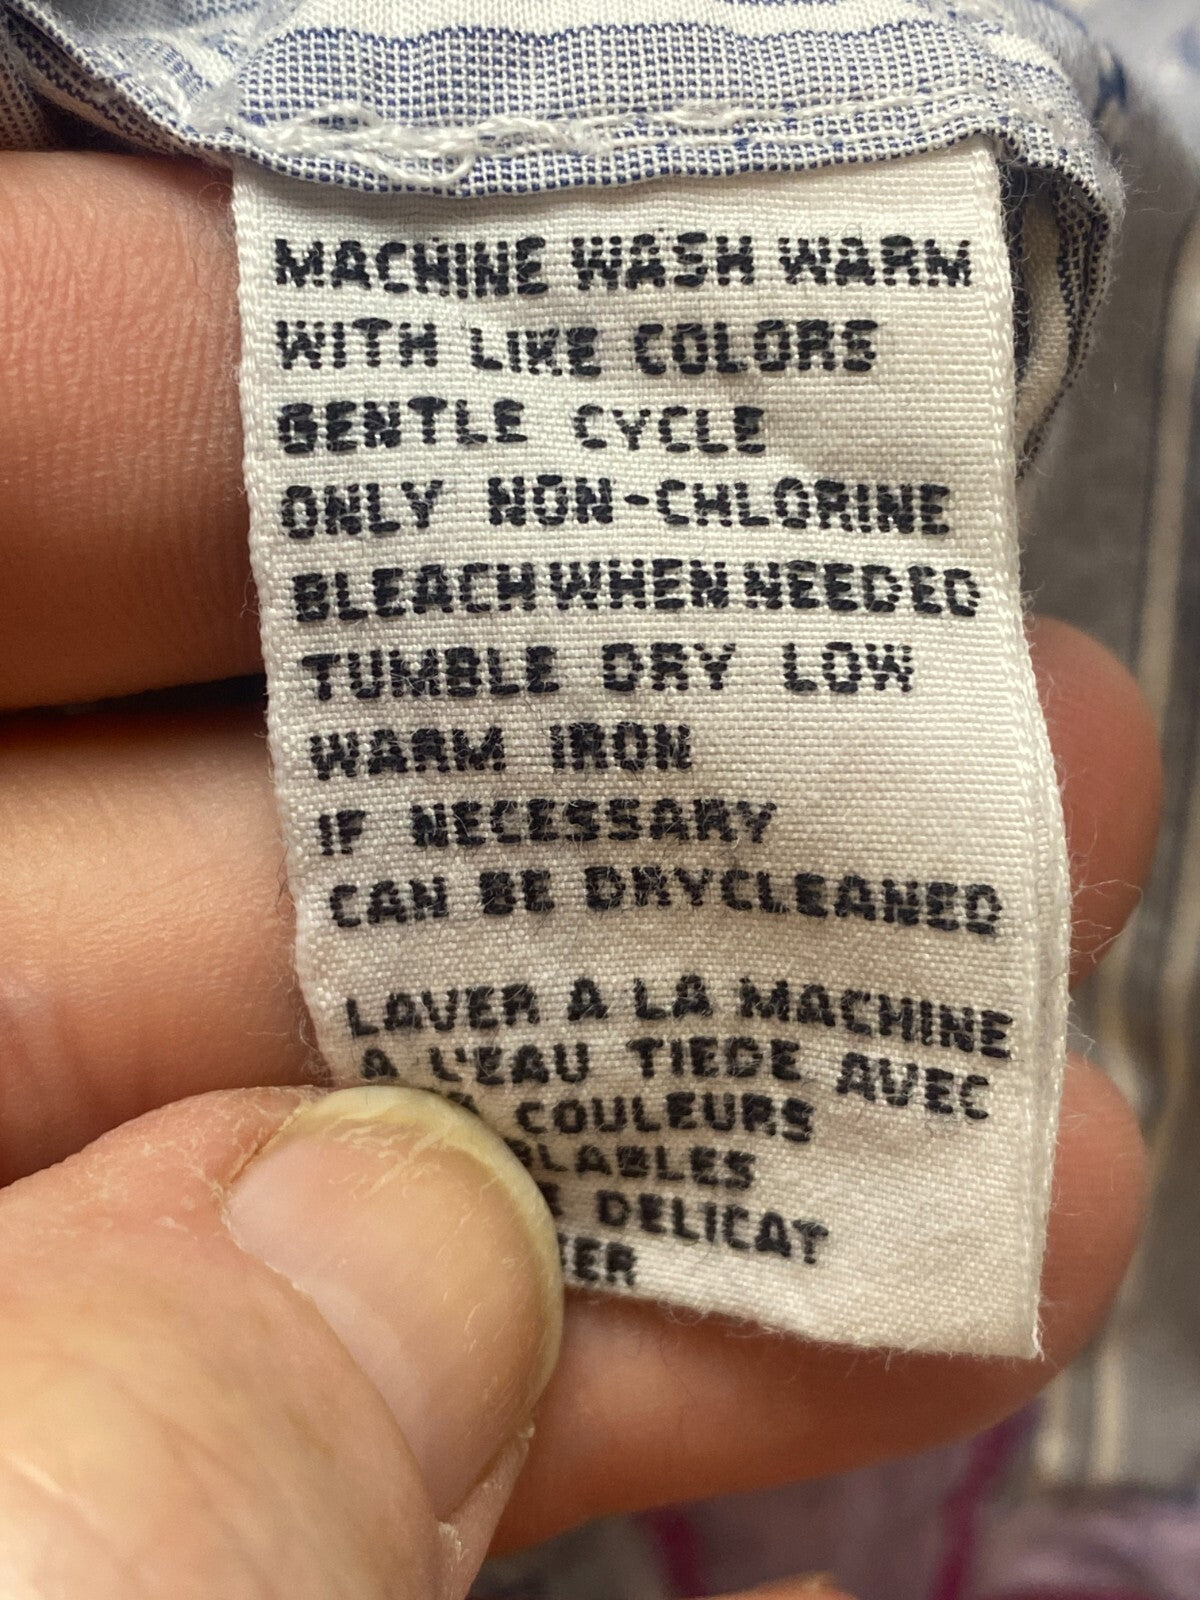 MACHINE WASH WARM
WITH LIKE COLORS
GENTLE CYCLE
ONLY NON-CHLORINE
BLEACH WHEN NEEDED
TUMBLE DRY LOW
WARM IRON
IF NECESSARY
CAN BE DRYCLEANED
LAVER A LA MACHINE
A L'EAU TIEDE AVEC
COULEURS
DELICAT